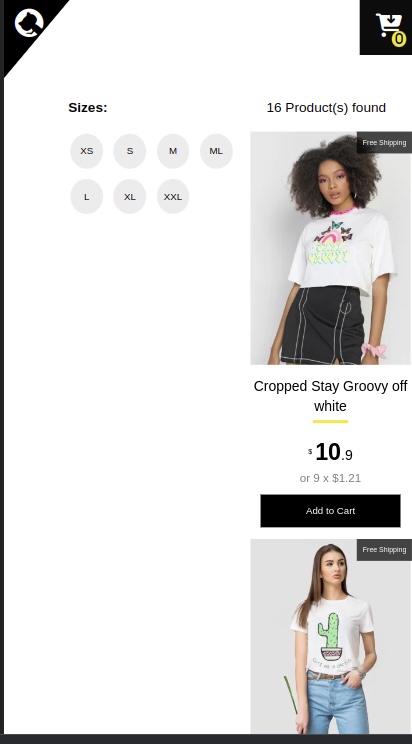 0
Sizes:
XS
S
M
ML
L
XL
XXL
16 Product(s) found
Free Shipping
Cropped Stay Groovy off
white
$10.9
or 9 x $1.21
Add to Cart
Free Shipping